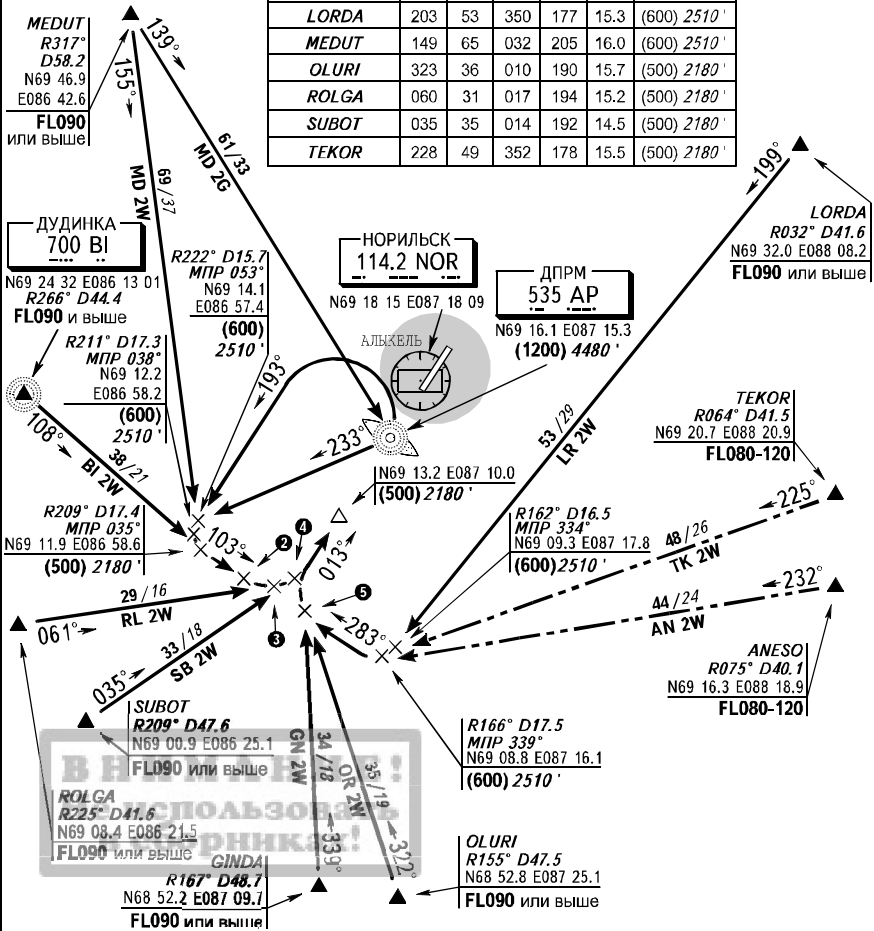 LORDA 203 53 350 177 15.3 (600) 2510 '
MEDUT 149 65 032 205 16.0 (600) 2510 '
OLURI 323 36 010 190 15.7 (500) 2180 '
ROLGA 060 31 017 194 15.2 (500) 2180 '
SUBOT 035 35 014 192 14.5 (500) 2180 '
TEKOR 228 49 352 178 15.5 (500) 2180 '
MEDUT
R317°
D58.2
N69 46.9
E086 42.6
FL090
или выше
139°
155°
61/33
MD 2G
69/37
MD 2W
199°
LORDA
R032° D41.6
N69 32.0 E088 08.2
FL090 или выше
ДУДИНКА
700 BI
N69 24 32 E086 13 01
R266° D44.4
FL090 и выше
R222° D15.7
МПР 053°
N69 14.1
E086 57.4
(600)
2510 '
НОРИЛЬСК
114.2 NOR
N69 18 15 E087 18 09
ДПРМ
535 AP
N69 16.1 E087 15.3
(1200) 4480 '
АЛЫКЕЛЬ
R211° D17.3
МПР 038°
N69 12.2
E086 58.2
(600)
2510 '
193°
233°
108°
38/21
BI 2W
53/29
LR 2W
TEKOR
R064° D41.5
N69 20.7 E088 20.9
FL080-120
N69 13.2 E087 10.0
(500) 2180 '
225°
R209° D17.4
МПР 035°
N69 11.9 E086 58.6
(500) 2180 '
103°
2
4
013°
R162° D16.5
МПР 334°
N69 09.3 E087 17.8
(600) 2510 '
48/26
TK 2W
232°
44/24
AN 2W
29/16
RL 2W
061°
3
5
283°
33/18
SB 2W
035°
ANESO
R075° D40.1
N69 16.3 E088 18.9
FL080-120
SUBOT
R209° D47.6
N69 00.9 E086 25.1
FL090 или выше
R166° D17.5
МПР 339°
N69 08.8 E087 16.1
(600) 2510 '
34/18
GN 2W
35/19
OR 2W
ROLGA
R225° D41.6
N69 08.4 E086 21.5
FL090 или выше
339°
322°
GINDA
R167° D48.7
N68 52.2 E087 09.7
FL090 или выше
OLURI
R155° D47.5
N68 52.8 E087 25.1
FL090 или выше